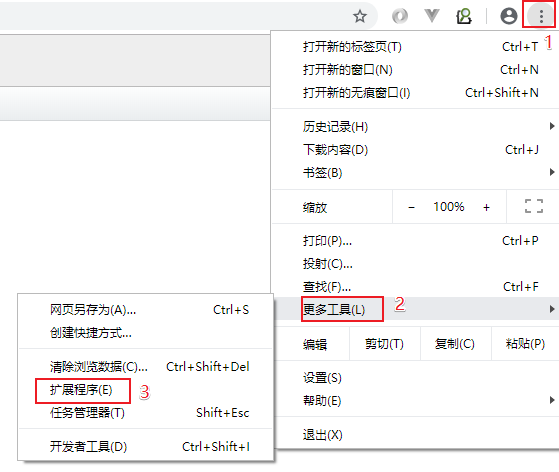 1
打开新的标签页(T) Ctrl+T
打开新的窗口(N) Ctrl+N
打开新的无痕窗口(I) Ctrl+Shift+N
历史记录(H)
下载内容(D) Ctrl+J
书签(B)
缩放 − 100% +
打印(P)... Ctrl+P
投射(C)...
查找(F)... Ctrl+F
更多工具(L) 2
编辑 剪切(T) 复制(C) 粘贴(P)
设置(S)
帮助(E)
退出(X)
网页另存为(A)... Ctrl+S
创建快捷方式...
清除浏览数据(C)... Ctrl+Shift+Del
扩展程序(E) 3
任务管理器(T) Shift+Esc
开发者工具(D) Ctrl+Shift+I